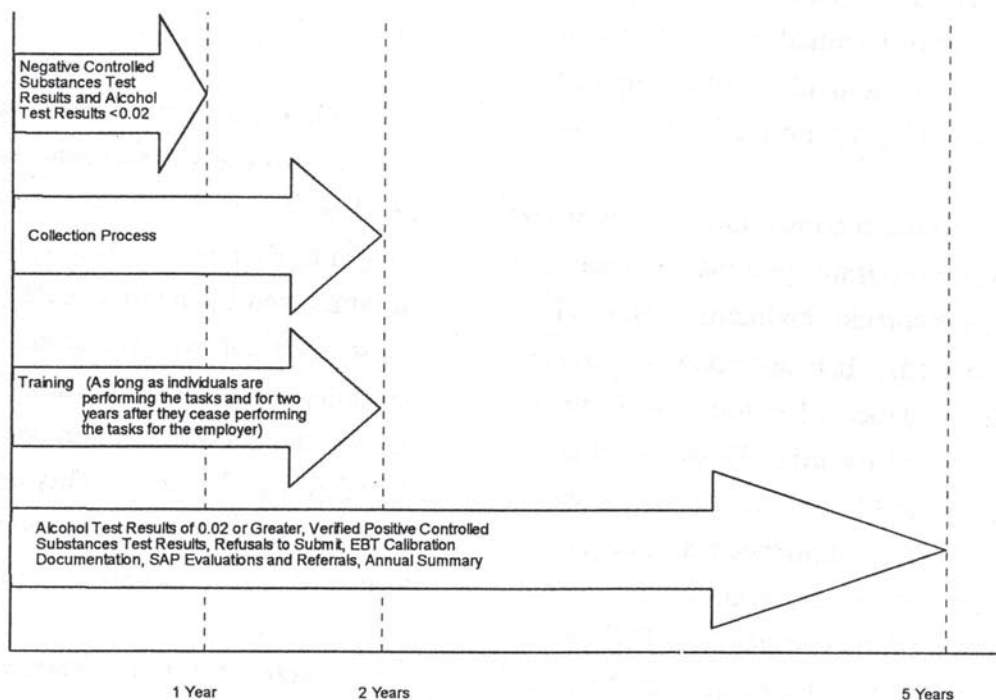 Negative Controlled
Substances Test
Results and Alcohol
Test Results <0.02
Collection Process
Training (As long as individuals are
performing the tasks and for two
years after they cease performing
the tasks for the employer)
Alcohol Test Results of 0.02 or Greater, Verified Positive Controlled
Substances Test Results, Refusals to Submit, EBT Calibration
Documentation, SAP Evaluations and Referrals, Annual Summary
1 Year 2 Years 5 Years